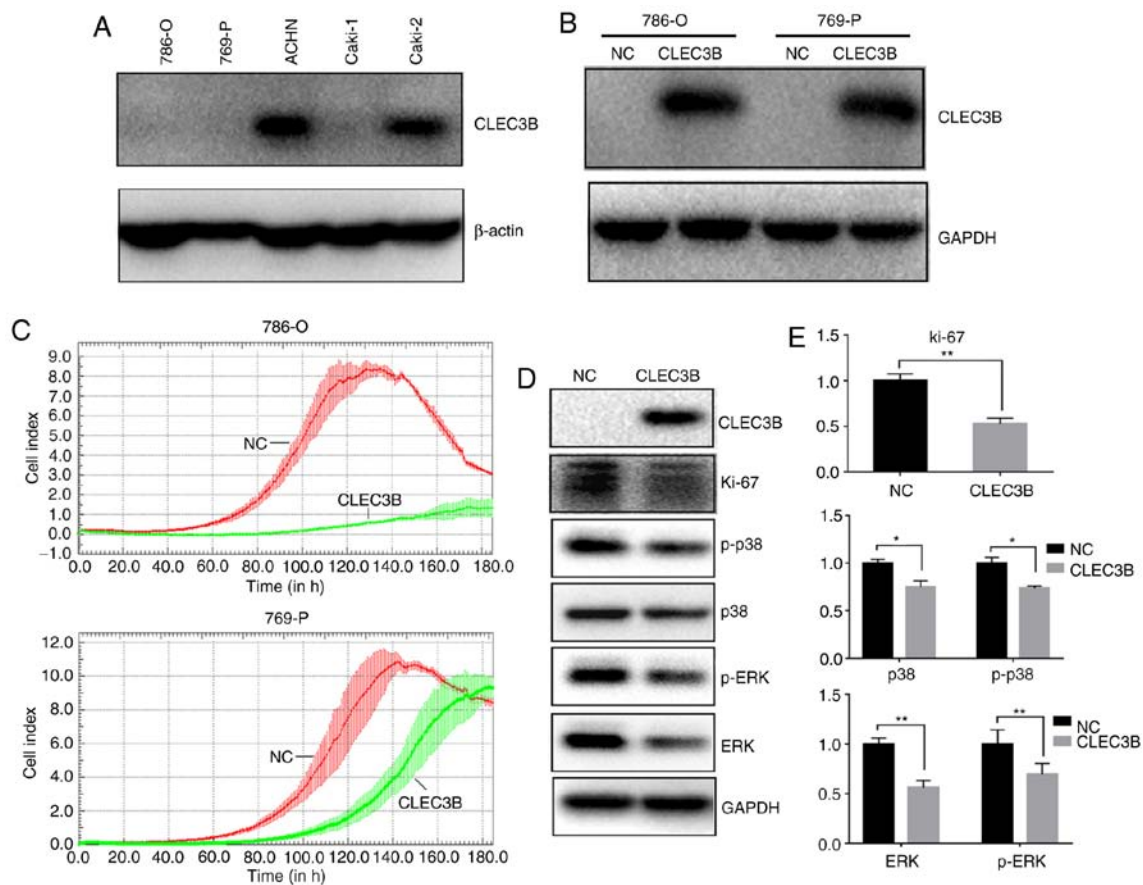 A
786-O
769-P
ACHN
Caki-1
Caki-2
CLEC3B
β-actin
B
786-O 769-P
NC CLEC3B NC CLEC3B
CLEC3B
GAPDH
C
786-O
Cell index
9.0
8.0
7.0
6.0
5.0
4.0
3.0
2.0
1.0
0.0
−1.0
NC
CLEC3B
0.0 20.0 40.0 60.0 80.0 100.0 120.0 140.0 160.0 180.0
Time (in h)
769-P
Cell index
12.0
10.0
8.0
6.0
4.0
2.0
0.0
NC
CLEC3B
0.0 20.0 40.0 60.0 80.0 100.0 120.0 140.0 160.0 180.0
Time (in h)
D
NC CLEC3B
CLEC3B
Ki-67
p-p38
p38
p-ERK
ERK
GAPDH
E
ki-67
1.5
1.0
0.5
0.0
**
NC CLEC3B
1.5
1.0
0.5
0.0
* *
NC
CLEC3B
p38 p-p38
1.5
1.0
0.5
0.0
** **
NC
CLEC3B
ERK p-ERK